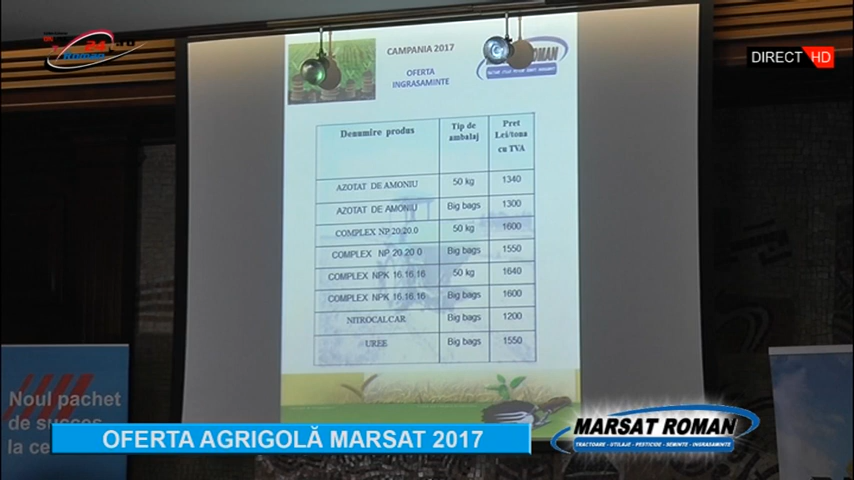 24
Roman
DIRECT HD
CAMPANIA 2017
OFERTA
INGRASAMINTE
ROMAN
Denumire produs
Tip de
ambalaj
Pret
Lei/tona
cu TVA
AZOTAT DE AMONIU 50 kg 1340
AZOTAT DE AMONIU Big bags 1300
COMPLEX NP 20.20.0 50 kg 1600
COMPLEX NP 20.20.0 Big bags 1550
COMPLEX NPK 16.16.16 50 kg 1640
COMPLEX NPK 16.16.16 Big bags 1600
NITROCALCAR Big bags 1200
UREE Big bags 1550
Noul pachet
de succes
la ce
OFERTA AGRIGOLĂ MARSAT 2017
MARSAT ROMAN
TRACTOARE - UTILAJE - PESTICIDE - SEMINTE - INGRASAMINTE